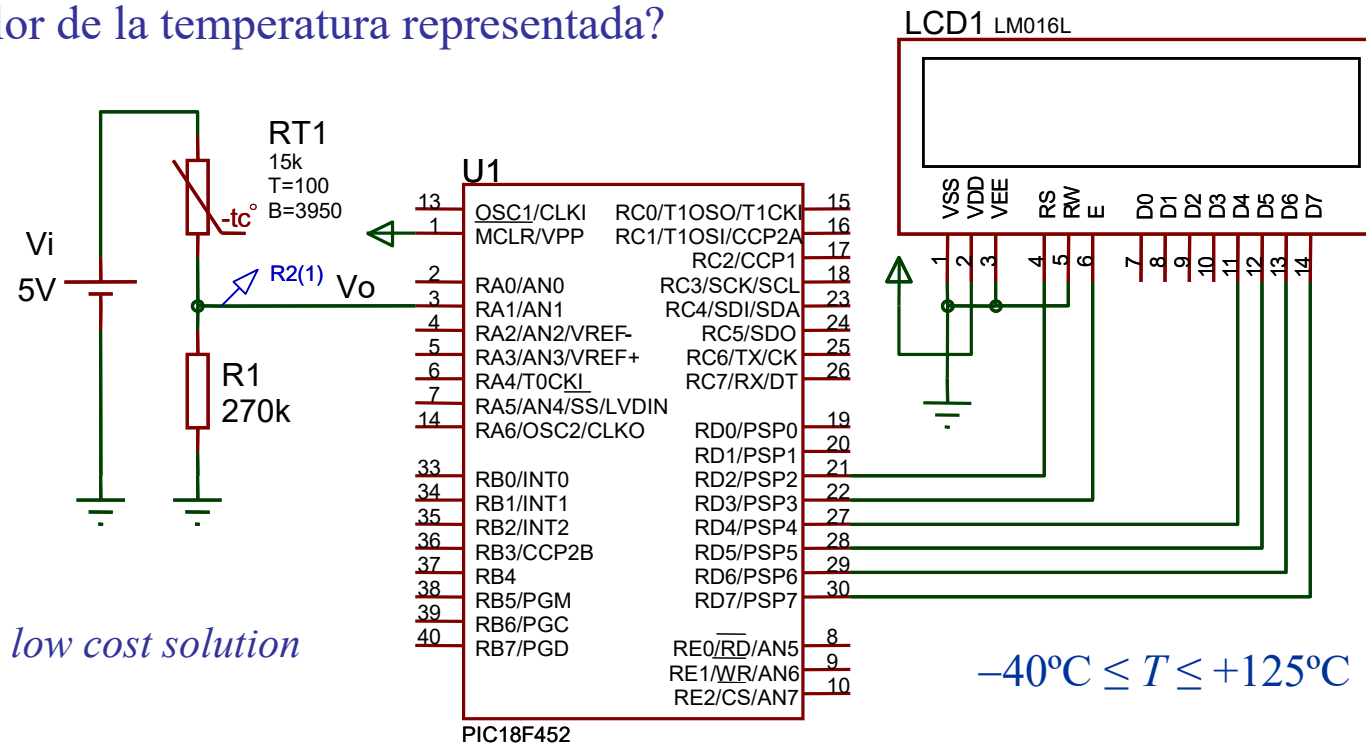 lor de la temperatura representada?
LCD1 LM016L
RT1
15k
T=100
B=3950
-tc°
Vi
5V
R2(1)
Vo
R1
270k
U1
13 OSC1/CLKI
1 MCLR/VPP
2 RA0/AN0
3 RA1/AN1
4 RA2/AN2/VREF-
5 RA3/AN3/VREF+
6 RA4/T0CKI
7 RA5/AN4/SS/LVDIN
14 RA6/OSC2/CLKO
33 RB0/INT0
34 RB1/INT1
35 RB2/INT2
36 RB3/CCP2B
37 RB4
38 RB5/PGM
39 RB6/PGC
40 RB7/PGD
RC0/T1OSO/T1CKI 15
RC1/T1OSI/CCP2A 16
RC2/CCP1 17
RC3/SCK/SCL 18
RC4/SDI/SDA 23
RC5/SDO 24
RC6/TX/CK 25
RC7/RX/DT 26
RD0/PSP0 19
RD1/PSP1 20
RD2/PSP2 21
RD3/PSP3 22
RD4/PSP4 27
RD5/PSP5 28
RD6/PSP6 29
RD7/PSP7 30
RE0/RD/AN5 8
RE1/WR/AN6 9
RE2/CS/AN7 10
PIC18F452
VSS 1
VDD 2
VEE 3
RS 4
RW 5
E 6
D0 7
D1 8
D2 9
D3 10
D4 11
D5 12
D6 13
D7 14
low cost solution
–40ºC ≤ T ≤ +125ºC